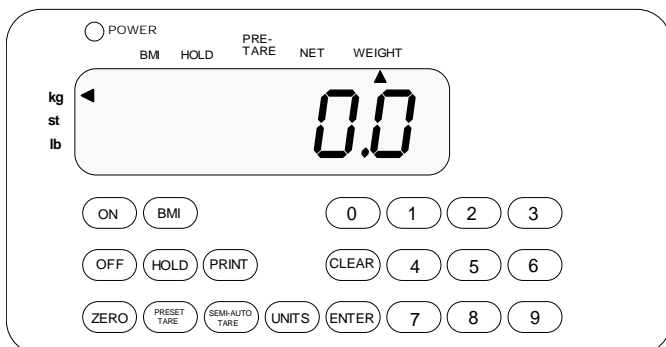 POWER
BMI HOLD PRE-TARE NET WEIGHT
kg
st
lb
0.0
ON BMI 0 1 2 3
OFF HOLD PRINT CLEAR 4 5 6
ZERO PRESET TARE SEMI-AUTO TARE UNITS ENTER 7 8 9